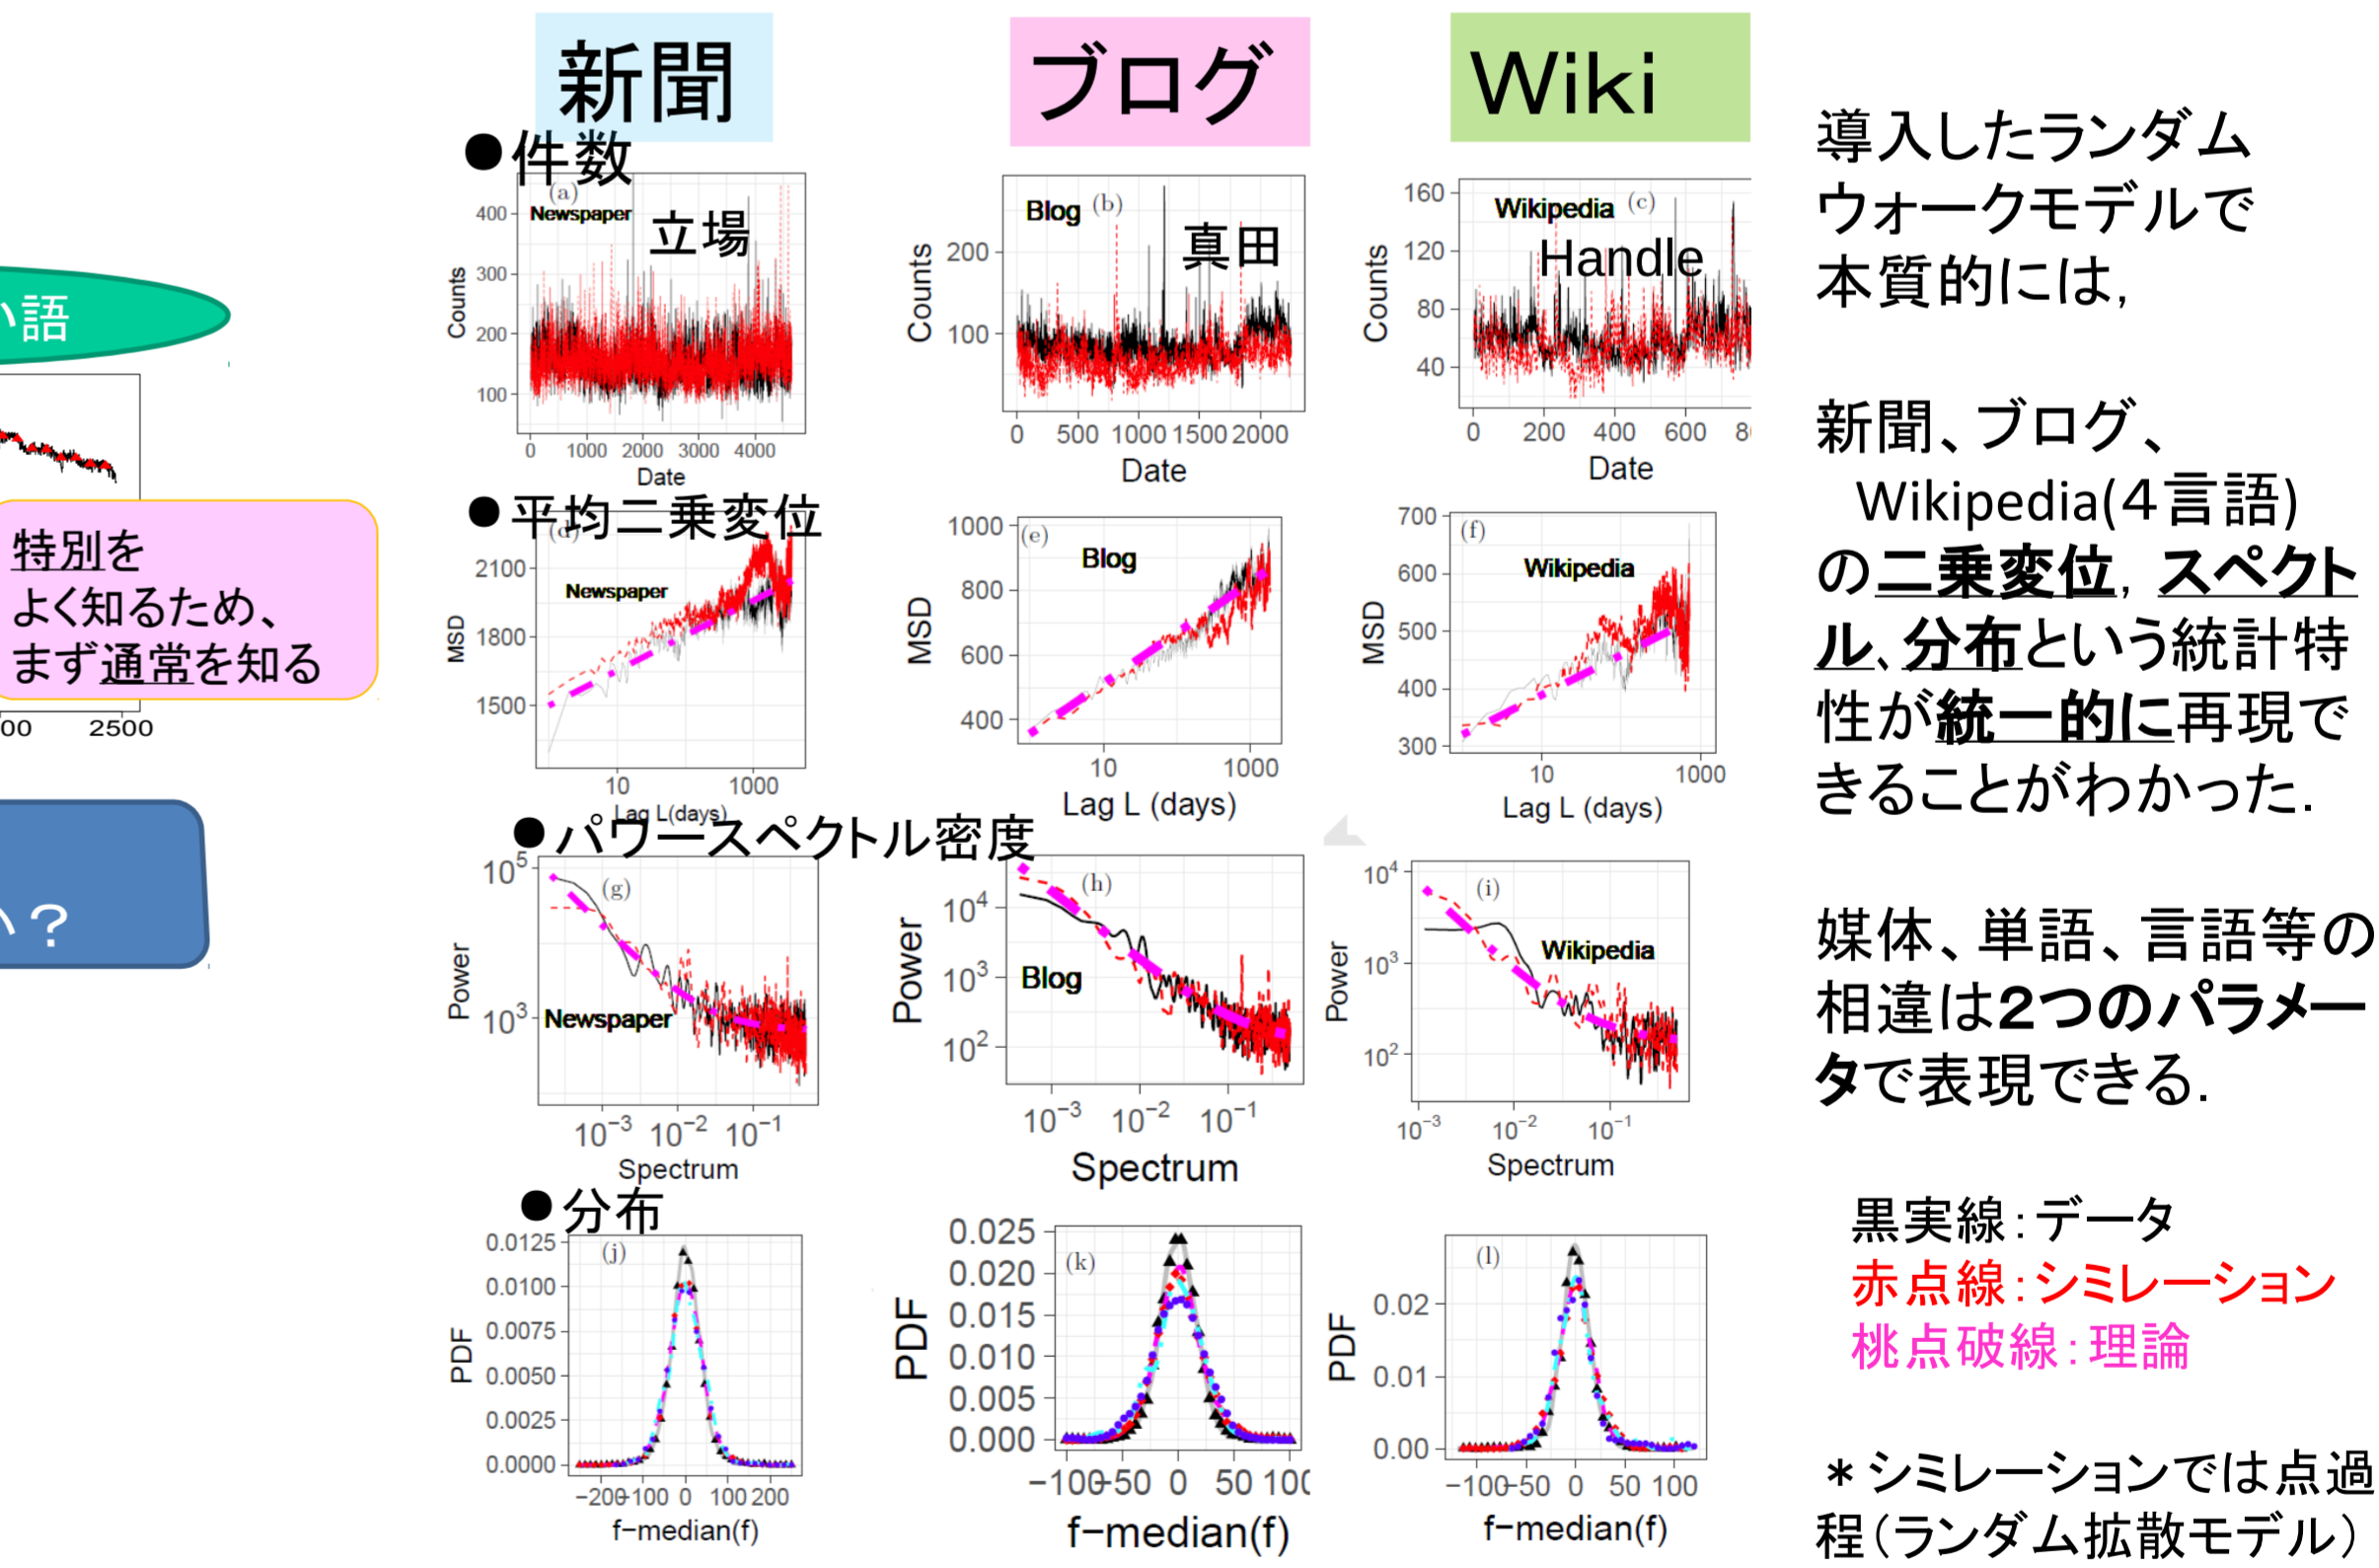 新聞
ブログ
Wiki
●件数
(a)
Newspaper
立場
400
300
200
100
Counts
0 1000 2000 3000 4000
Date
Blog (b)
真田
200
100
Counts
0 500 1000 1500 2000
Date
Wikipedia (c)
Handle
160
120
80
40
Counts
0 200 400 600
Date
い語
特別を
よく知るため、
まず通常を知る
00 2500
い？
●平均二乗変位
(d)
Newspaper
2100
1800
1500
MSD
10 1000
Lag L(days)
(e)
Blog
1000
800
600
400
MSD
10 1000
Lag L (days)
(f)
Wikipedia
700
600
500
400
300
MSD
10 1000
Lag L (days)
●パワースペクトル密度
(g)
Newspaper
10⁵
10³
Power
10⁻³ 10⁻² 10⁻¹
Spectrum
(h)
Blog
10⁴
10³
10²
Power
10⁻³ 10⁻² 10⁻¹
Spectrum
(i)
Wikipedia
10⁴
10³
10²
Power
10⁻³ 10⁻² 10⁻¹
Spectrum
●分布
(j)
0.0125
0.0100
0.0075
0.0050
0.0025
0.0000
PDF
−200 −100 0 100 200
f−median(f)
(k)
0.025
0.020
0.015
0.010
0.005
0.000
PDF
−100 −50 0 50
f−median(f)
(l)
0.02
0.01
0.00
PDF
−100 −50 0 50 100
f−median(f)
導入したランダム
ウォークモデルで
本質的には,
新聞、ブログ、
Wikipedia(４言語)
の二乗変位, スペクト
ル、分布という統計特
性が統一的に再現で
きることがわかった.
媒体、単語、言語等の
相違は２つのパラメー
タで表現できる.
黒実線：データ
赤点線：シミレーション
桃点破線：理論
＊シミレーションでは点過
程（ランダム拡散モデル）